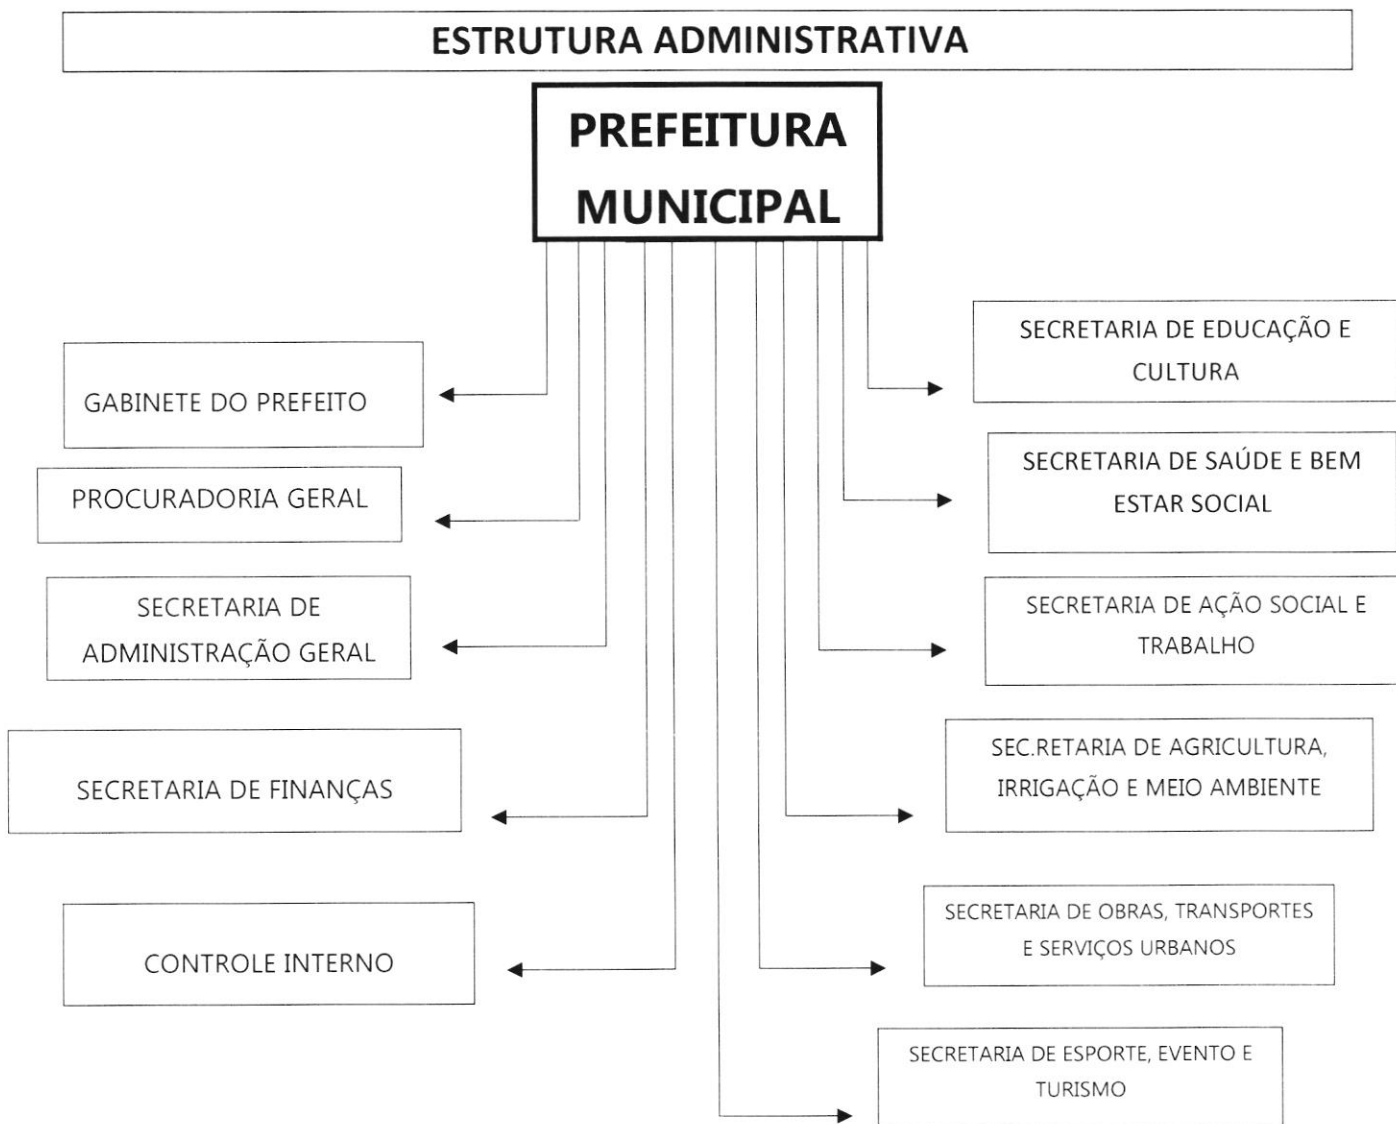 ESTRUTURA ADMINISTRATIVA
PREFEITURA
MUNICIPAL
GABINETE DO PREFEITO
PROCURADORIA GERAL
SECRETARIA DE
ADMINISTRAÇÃO GERAL
SECRETARIA DE FINANÇAS
CONTROLE INTERNO
SECRETARIA DE EDUCAÇÃO E
CULTURA
SECRETARIA DE SAÚDE E BEM
ESTAR SOCIAL
SECRETARIA DE AÇÃO SOCIAL E
TRABALHO
SEC.RETARIA DE AGRICULTURA,
IRRIGAÇÃO E MEIO AMBIENTE
SECRETARIA DE OBRAS, TRANSPORTES
E SERVIÇOS URBANOS
SECRETARIA DE ESPORTE, EVENTO E
TURISMO